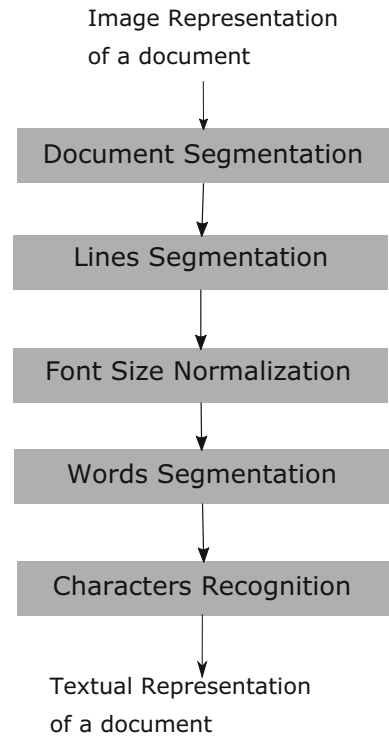 Image Representation
of a document
Document Segmentation
Lines Segmentation
Font Size Normalization
Words Segmentation
Characters Recognition
Textual Representation
of a document